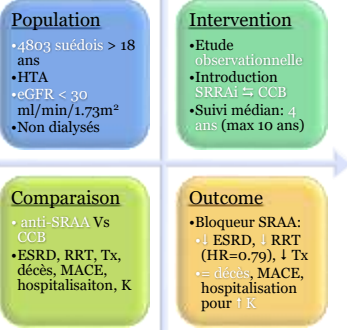 Population
•4803 suédois > 18
ans
•HTA
•eGFR < 30
ml/min/1.73m²
•Non dialysés
Intervention
•Etude
observationnelle
•Introduction
SRRAi ⇆ CCB
•Suivi médian: 4
ans (max 10 ans)
Comparaison
• anti-SRAA Vs
CCB
•ESRD, RRT, Tx,
décès, MACE,
hospitalisaiton, K
Outcome
•Bloqueur SRAA:
•↓ ESRD, ↓ RRT
(HR=0.79), ↓ Tx
•= décès, MACE,
hospitalisation
pour ↑ K